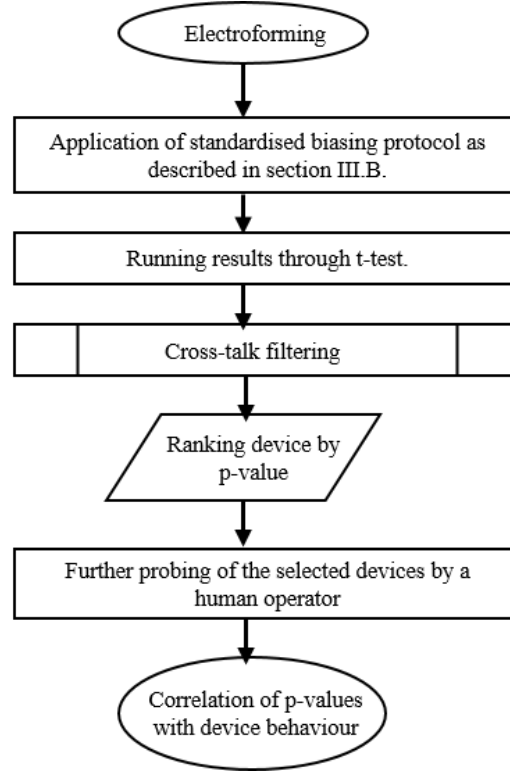 Electroforming
Application of standardised biasing protocol as
described in section III.B.
Running results through t-test.
Cross-talk filtering
Ranking device by
p-value
Further probing of the selected devices by a
human operator
Correlation of p-values
with device behaviour